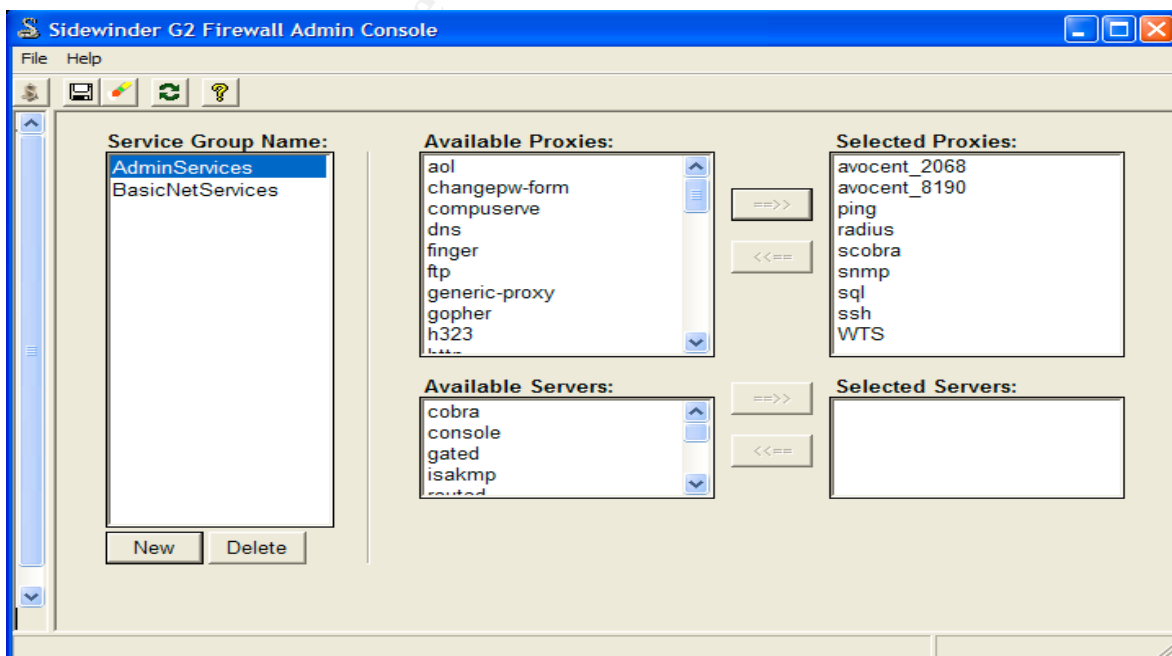 Sidewinder G2 Firewall Admin Console
File Help
Service Group Name:
AdminServices
BasicNetServices
New Delete
Available Proxies:
aol
changepw-form
compuserve
dns
finger
ftp
generic-proxy
gopher
h323
==>>
<<==
Selected Proxies:
avocent_2068
avocent_8190
ping
radius
scobra
snmp
sql
ssh
WTS
Available Servers:
cobra
console
gated
isakmp
==>>
<<==
Selected Servers: